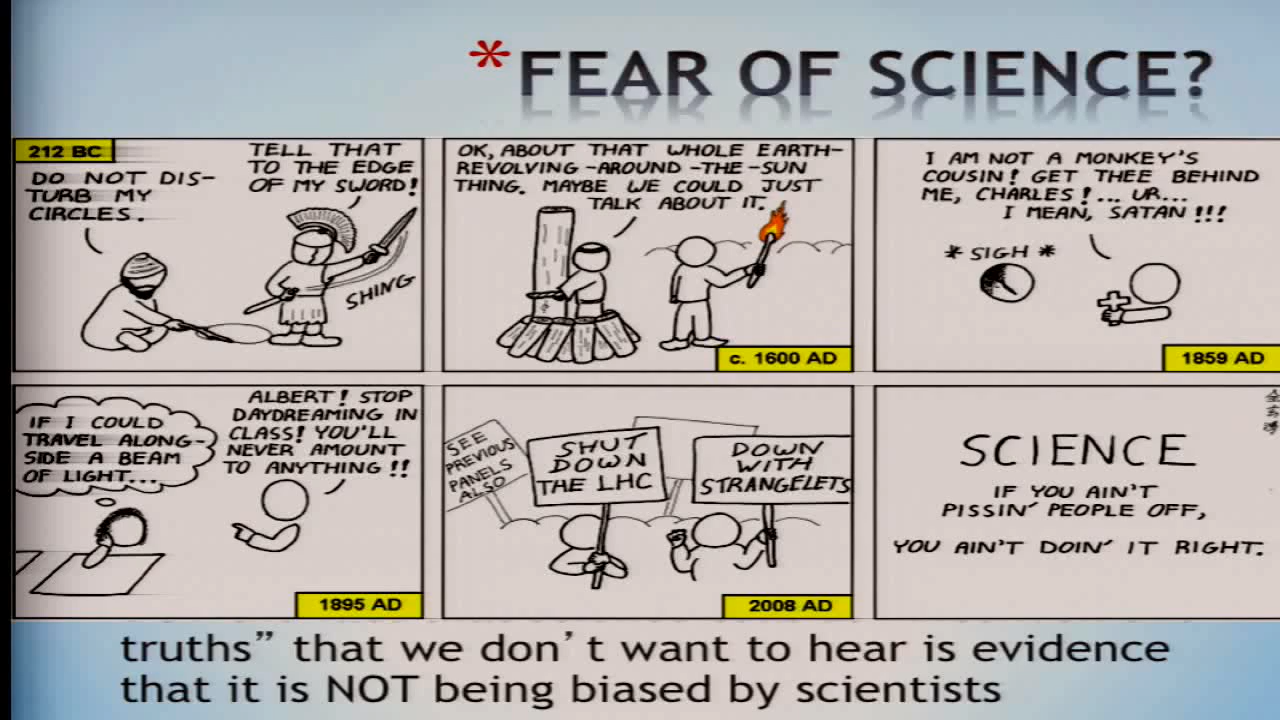 *FEAR OF SCIENCE?
212 BC
DO NOT DIS-
TURB MY
CIRCLES.
TELL THAT
TO THE EDGE
OF MY SWORD!
SHING
OK, ABOUT THAT WHOLE EARTH-
REVOLVING-AROUND-THE-SUN
THING. MAYBE WE COULD JUST
TALK ABOUT IT.
c. 1600 AD
I AM NOT A MONKEY'S
COUSIN! GET THEE BEHIND
ME, CHARLES!... UR...
I MEAN, SATAN!!!
*SIGH*
1859 AD
IF I COULD
TRAVEL ALONG-
SIDE A BEAM
OF LIGHT...
ALBERT! STOP
DAYDREAMING IN
CLASS! YOU'LL
NEVER AMOUNT
TO ANYTHING!!
1895 AD
SEE
PREVIOUS
PANELS
ALSO
SHUT
DOWN
THE LHC
DOWN
WITH
STRANGELETS
2008 AD
SCIENCE
IF YOU AIN'T
PISSIN' PEOPLE OFF,
YOU AIN'T DOIN' IT RIGHT.
truths” that we don’t want to hear is evidence
that it is NOT being biased by scientists